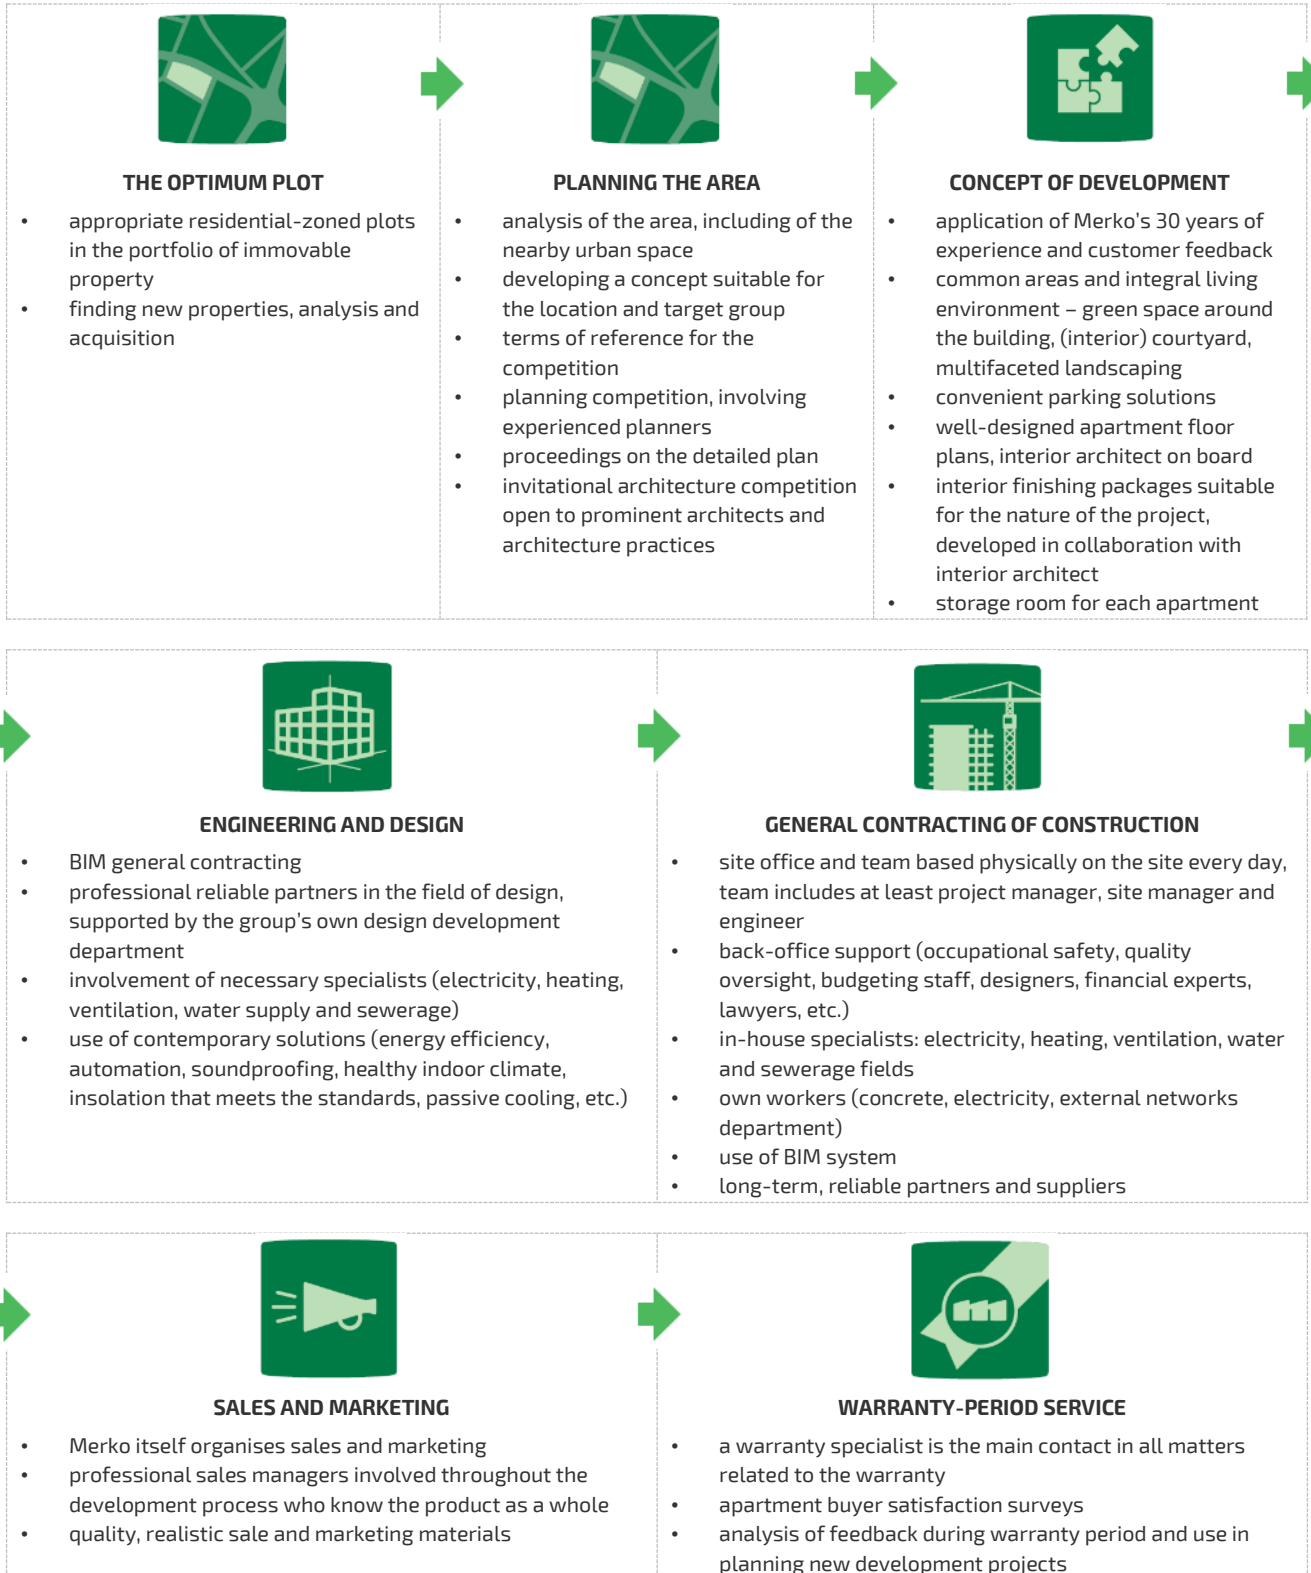 THE OPTIMUM PLOT
• appropriate residential-zoned plots
in the portfolio of immovable
property
• finding new properties, analysis and
acquisition
PLANNING THE AREA
• analysis of the area, including of the
nearby urban space
• developing a concept suitable for
the location and target group
• terms of reference for the
competition
• planning competition, involving
experienced planners
• proceedings on the detailed plan
• invitational architecture competition
open to prominent architects and
architecture practices
CONCEPT OF DEVELOPMENT
• application of Merko's 30 years of
experience and customer feedback
• common areas and integral living
environment – green space around
the building, (interior) courtyard,
multifaceted landscaping
• convenient parking solutions
• well-designed apartment floor
plans, interior architect on board
• interior finishing packages suitable
for the nature of the project,
developed in collaboration with
interior architect
• storage room for each apartment
ENGINEERING AND DESIGN
• BIM general contracting
• professional reliable partners in the field of design,
supported by the group's own design development
department
• involvement of necessary specialists (electricity, heating,
ventilation, water supply and sewerage)
• use of contemporary solutions (energy efficiency,
automation, soundproofing, healthy indoor climate,
insolation that meets the standards, passive cooling, etc.)
GENERAL CONTRACTING OF CONSTRUCTION
• site office and team based physically on the site every day,
team includes at least project manager, site manager and
engineer
• back-office support (occupational safety, quality
oversight, budgeting staff, designers, financial experts,
lawyers, etc.)
• in-house specialists: electricity, heating, ventilation, water
and sewerage fields
• own workers (concrete, electricity, external networks
department)
• use of BIM system
• long-term, reliable partners and suppliers
SALES AND MARKETING
• Merko itself organises sales and marketing
• professional sales managers involved throughout the
development process who know the product as a whole
• quality, realistic sale and marketing materials
WARRANTY-PERIOD SERVICE
• a warranty specialist is the main contact in all matters
related to the warranty
• apartment buyer satisfaction surveys
• analysis of feedback during warranty period and use in
planning new development projects